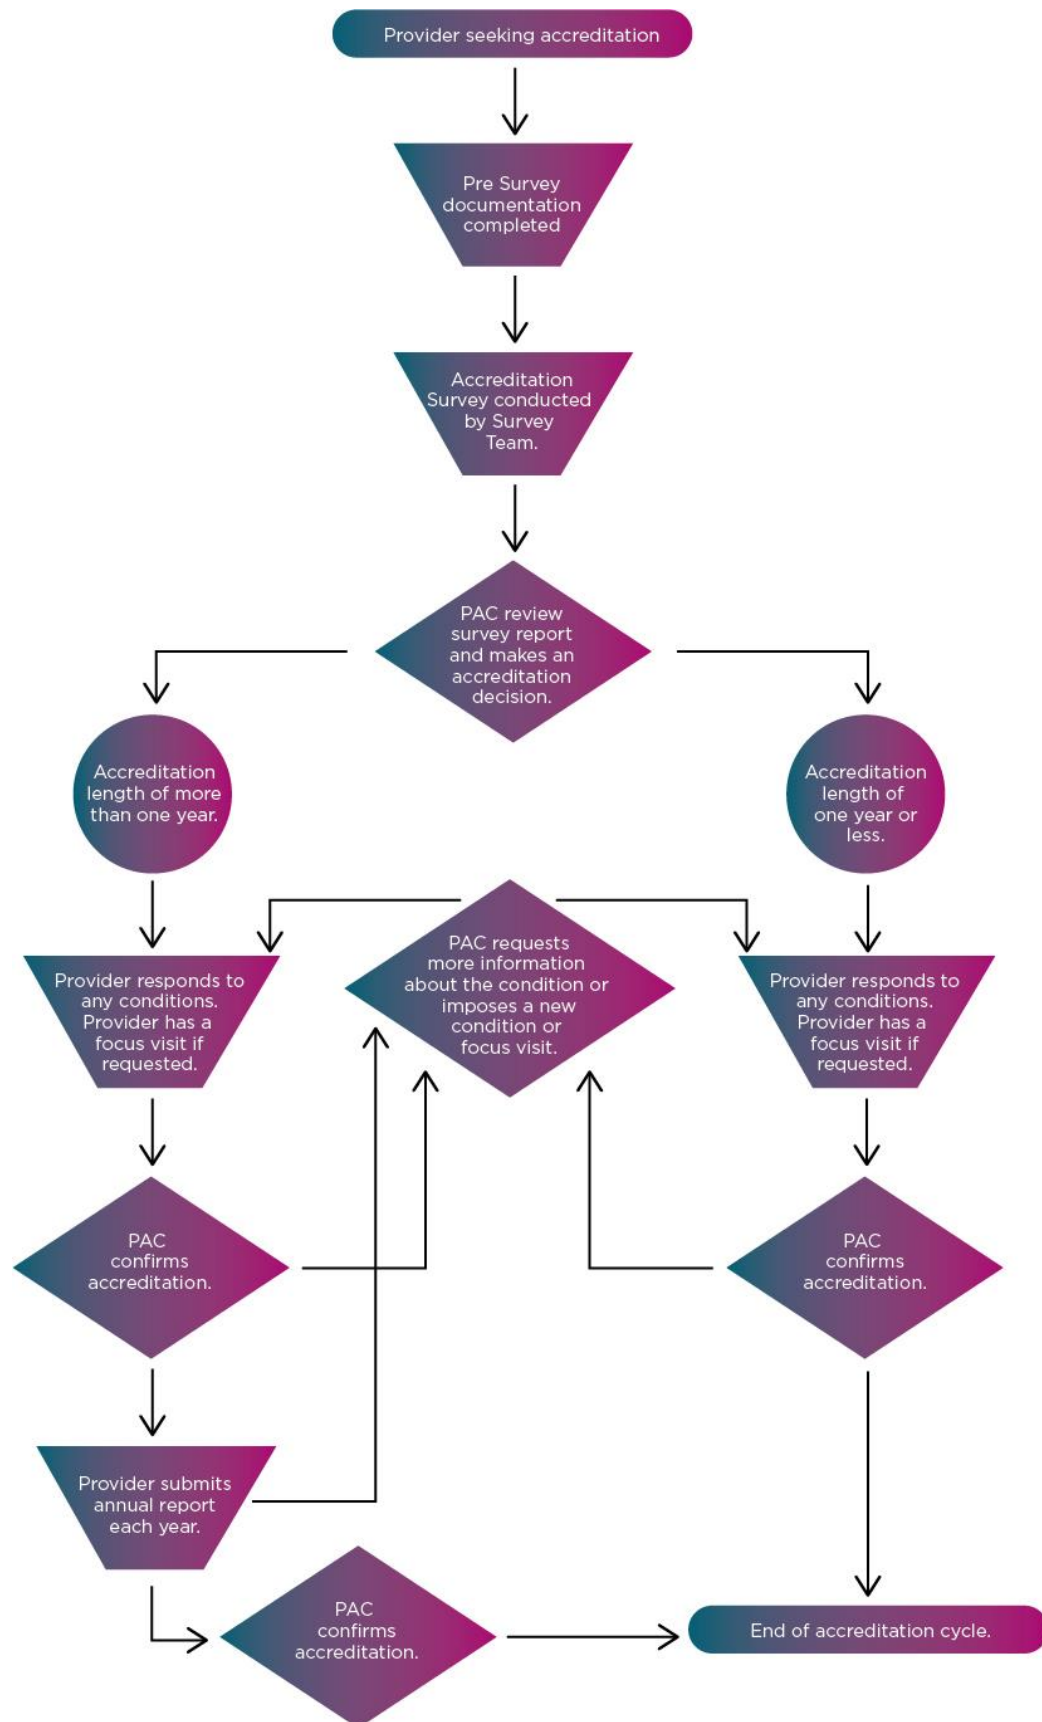 Provider seeking accreditation
Pre Survey
documentation
completed
Accreditation
Survey conducted
by Survey
Team.
PAC review
survey report
and makes an
accreditation
decision.
Accreditation
length of more
than one year.
Accreditation
length of
one year or
less.
Provider responds to
any conditions.
Provider has a
focus visit if
requested.
PAC requests
more information
about the condition or
imposes a new
condition or
focus visit.
Provider responds to
any conditions.
Provider has a
focus visit if
requested.
PAC
confirms
accreditation.
PAC
confirms
accreditation.
Provider submits
annual report
each year.
PAC
confirms
accreditation.
End of accreditation cycle.